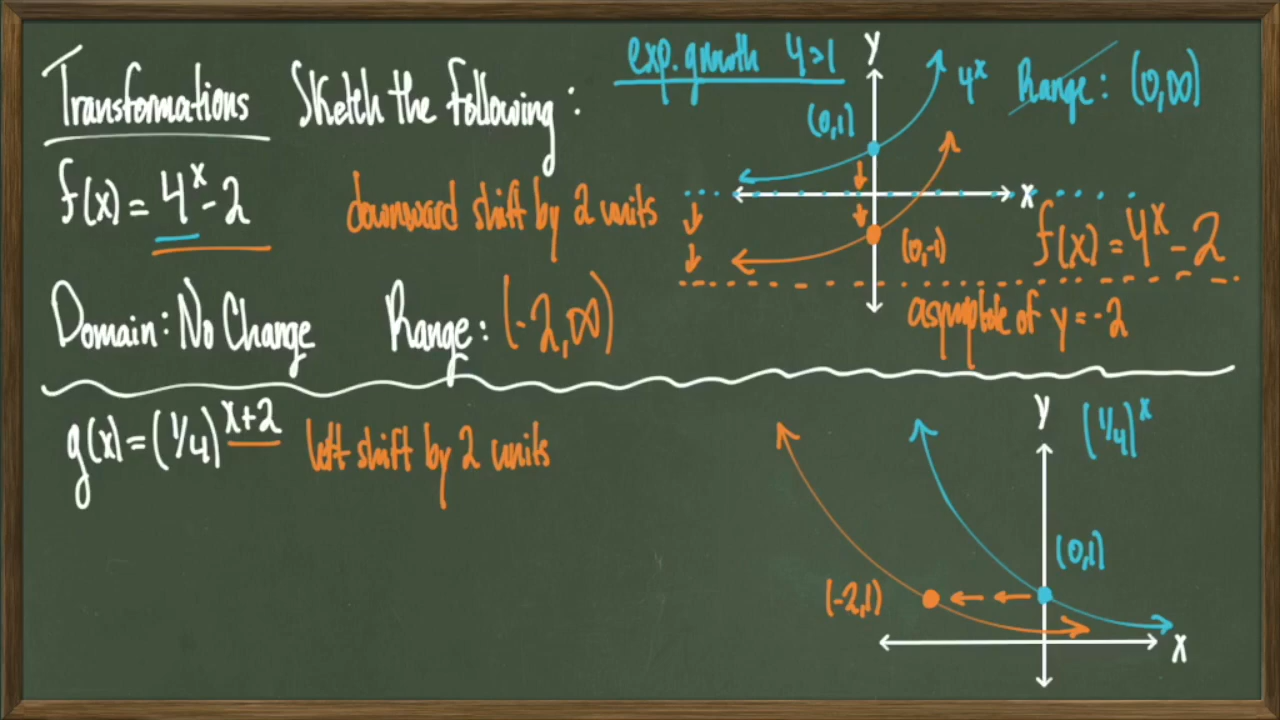 Transformations Sketch the following:
f(x) = 4^x - 2
downward shift by 2 units
Domain: No Change Range: (-2,∞)
exp. growth 4>1
y
4^x
Range: (0,∞)
(0,1)
x
(0,-1)
f(x) = 4^x - 2
asymptote of y = -2
g(x) = (1/4)^x+2
left shift by 2 units
y
(1/4)^x
(0,1)
(-2,1)
x